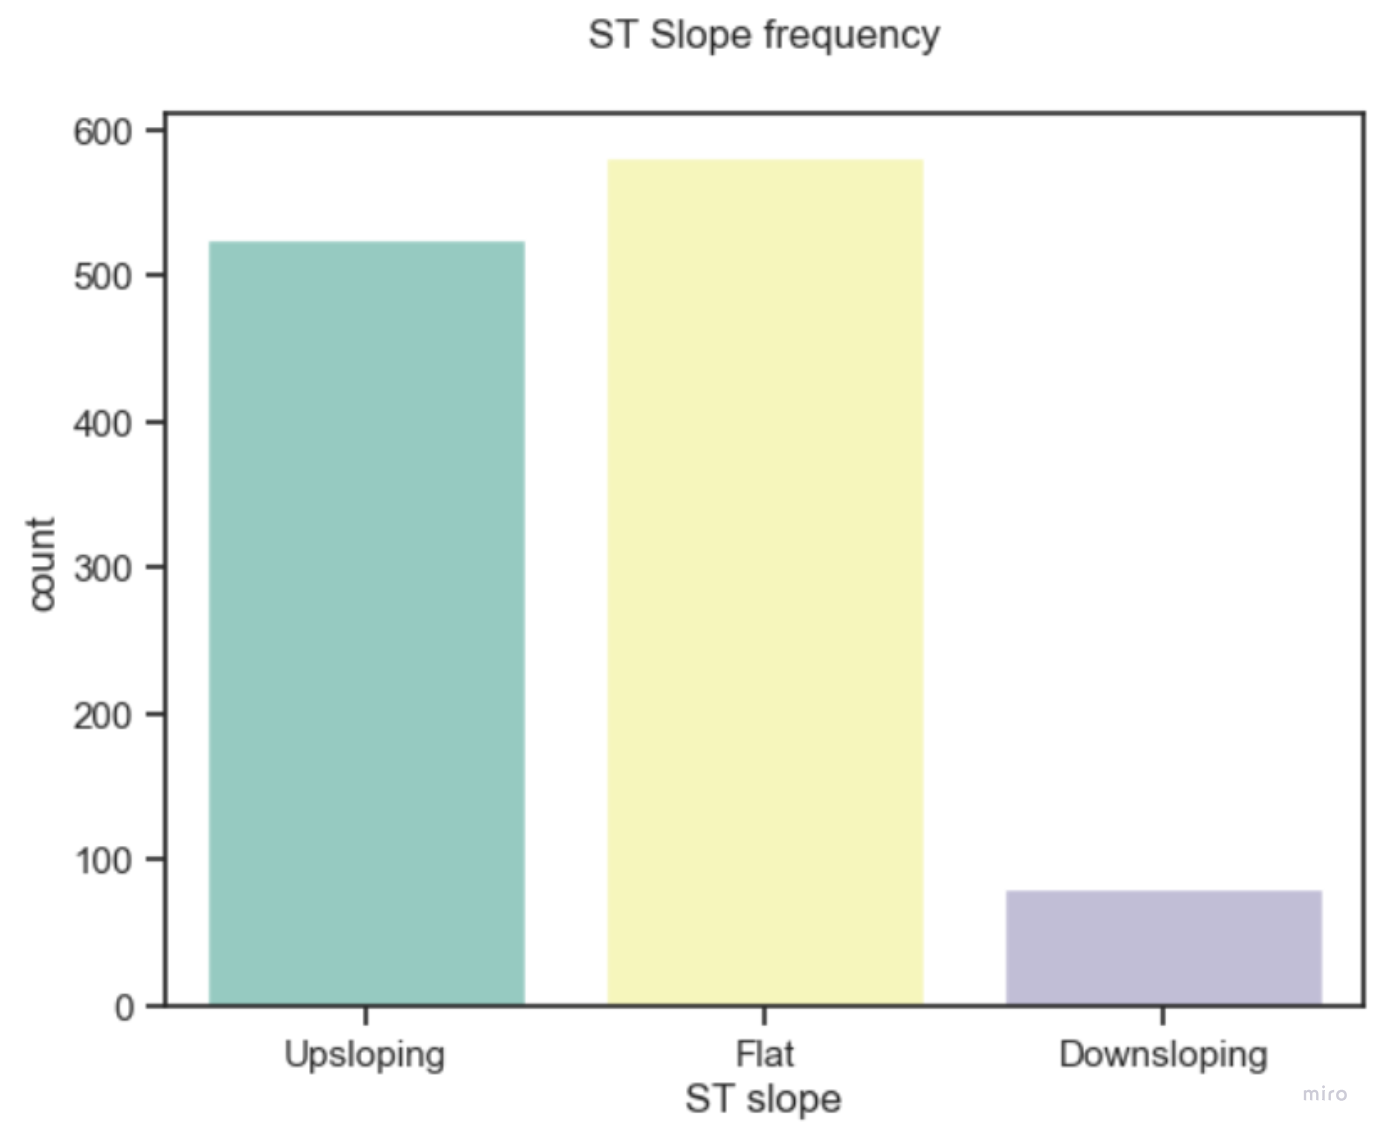 ST Slope frequency
600
500
400
300
200
100
0
count
Upsloping Flat Downsloping
ST slope
miro